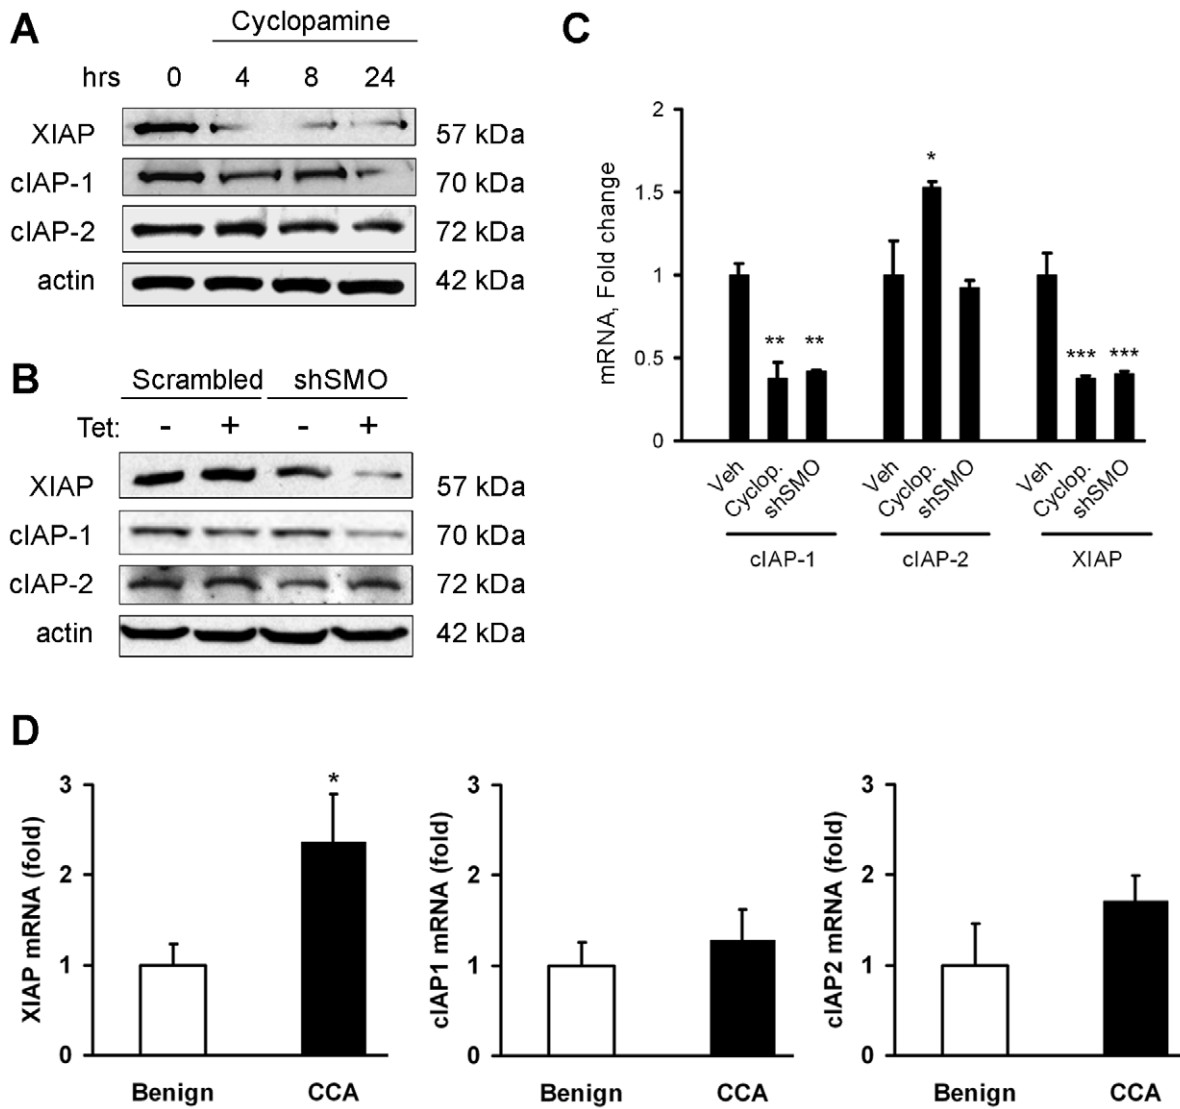 A
Cyclopamine
hrs 0 4 8 24
XIAP 57 kDa
cIAP-1 70 kDa
cIAP-2 72 kDa
actin 42 kDa
B
Scrambled shSMO
Tet: - + - +
XIAP 57 kDa
cIAP-1 70 kDa
cIAP-2 72 kDa
actin 42 kDa
C
mRNA, Fold change
2
1.5
1
0.5
0
*
** **
*** ***
Veh Cyclop. shSMO Veh Cyclop. shSMO Veh Cyclop. shSMO
cIAP-1 cIAP-2 XIAP
D
XIAP mRNA (fold)
3
2
1
0
*
Benign CCA
cIAP1 mRNA (fold)
3
2
1
0
Benign CCA
cIAP2 mRNA (fold)
3
2
1
0
Benign CCA